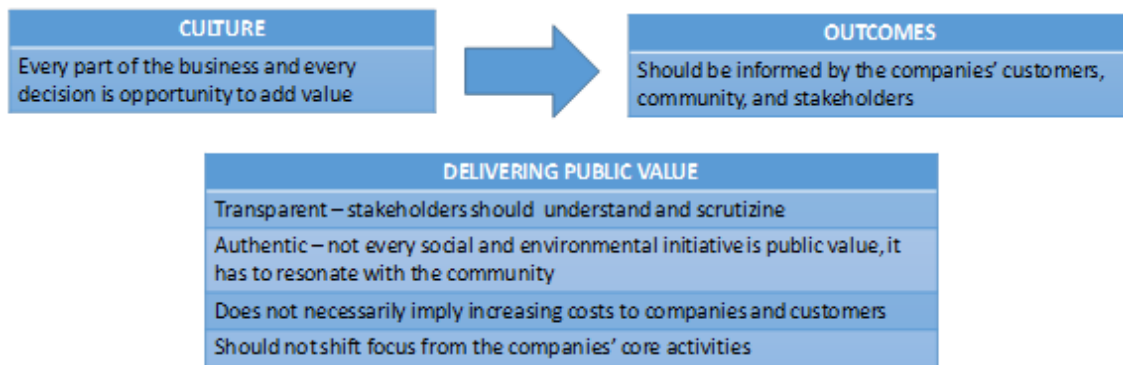 CULTURE
Every part of the business and every
decision is opportunity to add value
OUTCOMES
Should be informed by the companies' customers,
community, and stakeholders
DELIVERING PUBLIC VALUE
Transparent – stakeholders should understand and scrutizine
Authentic – not every social and environmental initiative is public value, it
has to resonate with the community
Does not necessarily imply increasing costs to companies and customers
Should not shift focus from the companies' core activities